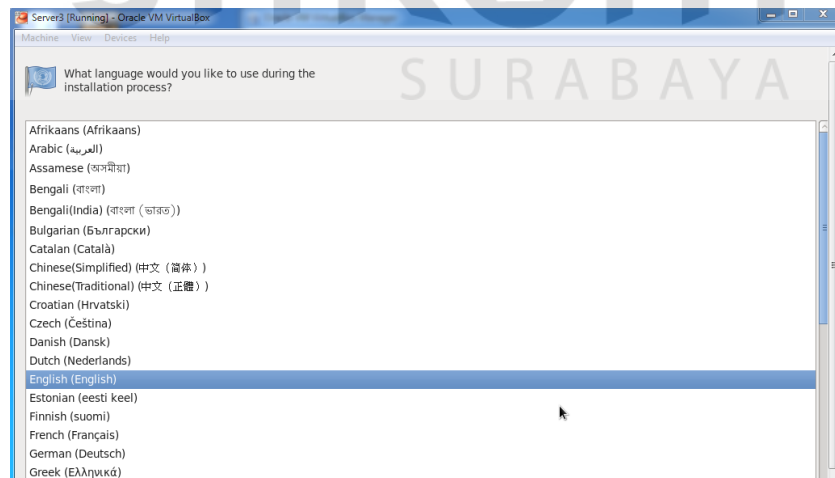 Server3 [Running] - Oracle VM VirtualBox
Machine View Devices Help
What language would you like to use during the
installation process?
SURABAYA
Afrikaans (Afrikaans)
Arabic (العربية)
Assamese (অসমীয়া)
Bengali (বাংলা)
Bengali(India) (বাংলা (ভারত))
Bulgarian (Български)
Catalan (Català)
Chinese(Simplified) (中文（简体）)
Chinese(Traditional) (中文（正體）)
Croatian (Hrvatski)
Czech (Čeština)
Danish (Dansk)
Dutch (Nederlands)
English (English)
Estonian (eesti keel)
Finnish (suomi)
French (Français)
German (Deutsch)
Greek (Ελληνικά)